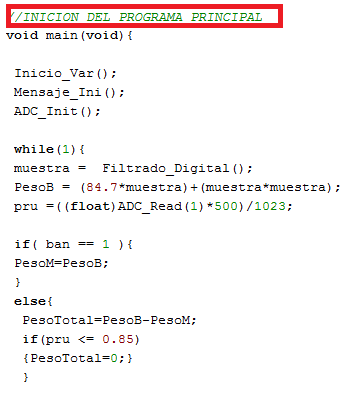 //INICION DEL PROGRAMA PRINCIPAL
void main(void){
Inicio_Var();
Mensaje_Ini();
ADC_Init();
while(1){
muestra = Filtrado_Digital();
PesoB = (84.7*muestra)+(muestra*muestra);
pru =((float)ADC_Read(1)*500)/1023;
if( ban == 1 ){
PesoM=PesoB;
}
else{
PesoTotal=PesoB-PesoM;
if(pru <= 0.85)
{PesoTotal=0;}
}